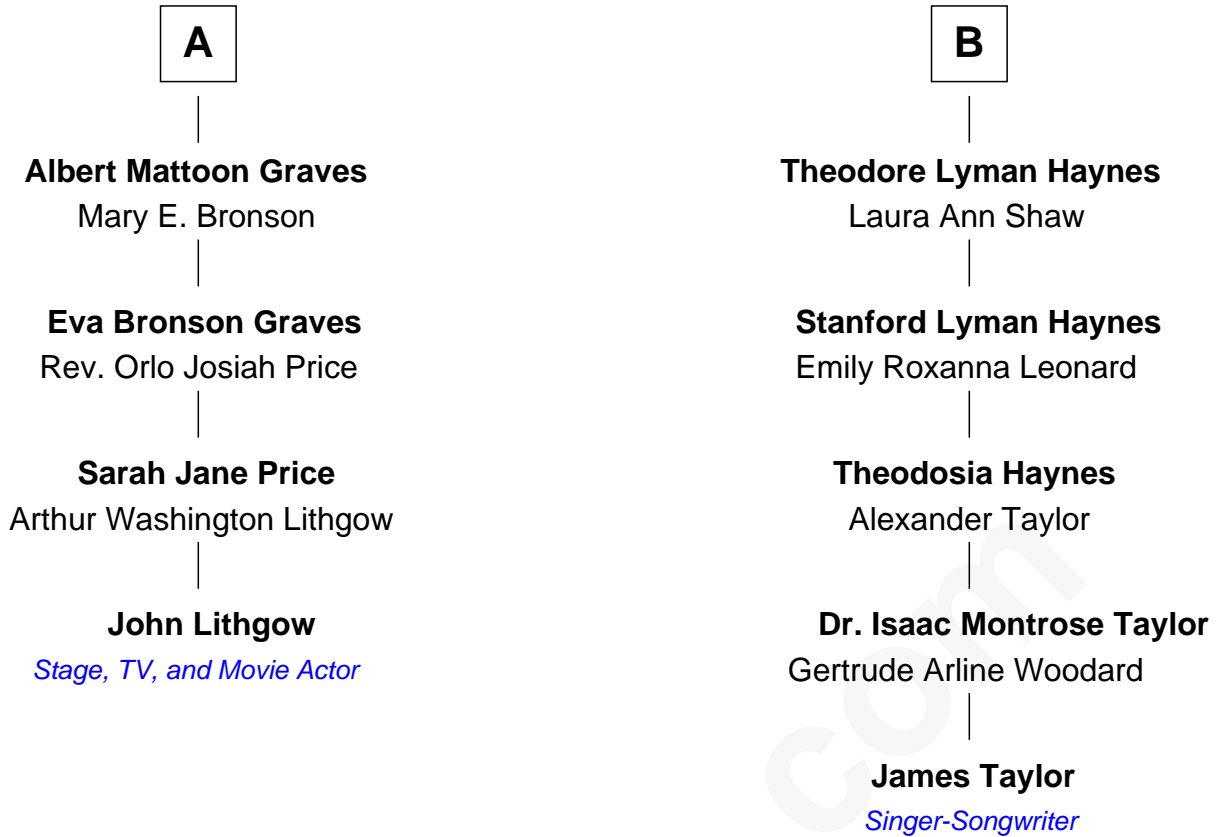 A
Albert Mattoon Graves
Mary E. Bronson
Eva Bronson Graves
Rev. Orlo Josiah Price
Sarah Jane Price
Arthur Washington Lithgow
John Lithgow
Stage, TV, and Movie Actor
B
Theodore Lyman Haynes
Laura Ann Shaw
Stanford Lyman Haynes
Emily Roxanna Leonard
Theodosia Haynes
Alexander Taylor
Dr. Isaac Montrose Taylor
Gertrude Arline Woodard
James Taylor
Singer-Songwriter
com